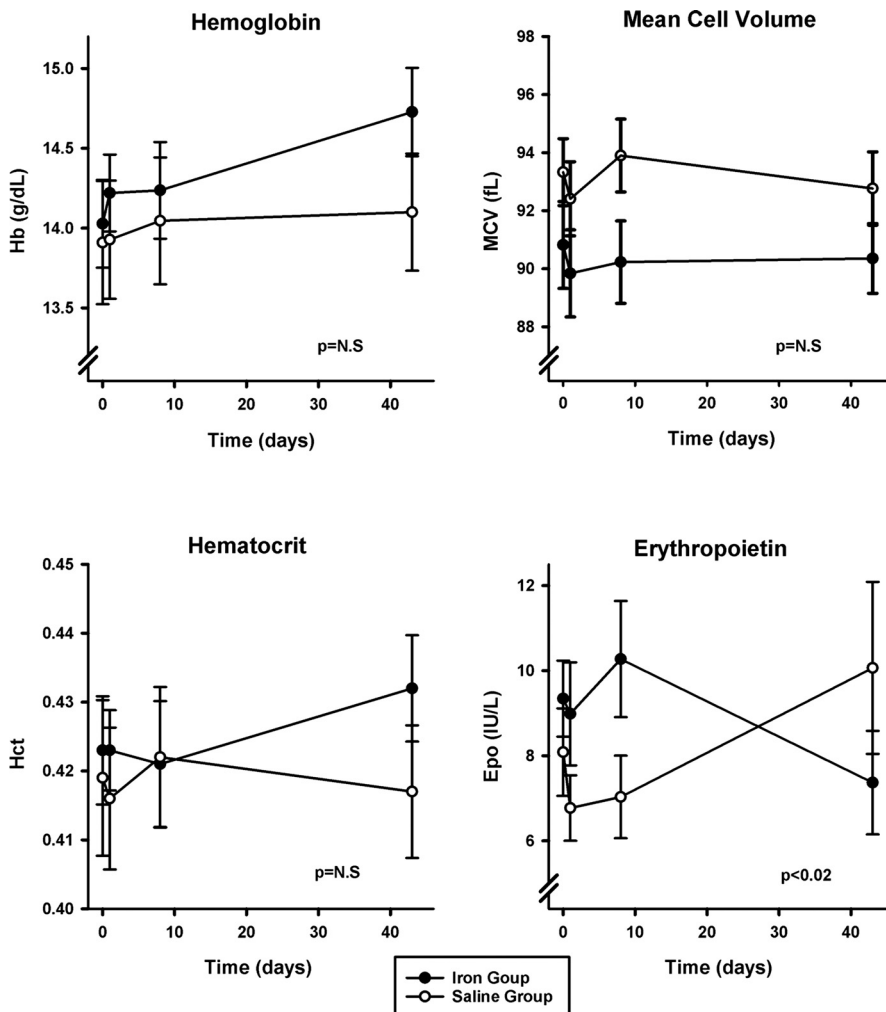 Hemoglobin
15.0
14.5
14.0
13.5
Hb (g/dL)
p=N.S
0 10 20 30 40
Time (days)
Mean Cell Volume
98
96
94
92
90
88
MCV (fL)
p=N.S
0 10 20 30 40
Time (days)
Hematocrit
0.45
0.44
0.43
0.42
0.41
0.40
Hct
p=N.S
0 10 20 30 40
Time (days)
Erythropoietin
12
10
8
6
Epo (IU/L)
p<0.02
0 10 20 30 40
Time (days)
Iron Goup
Saline Group